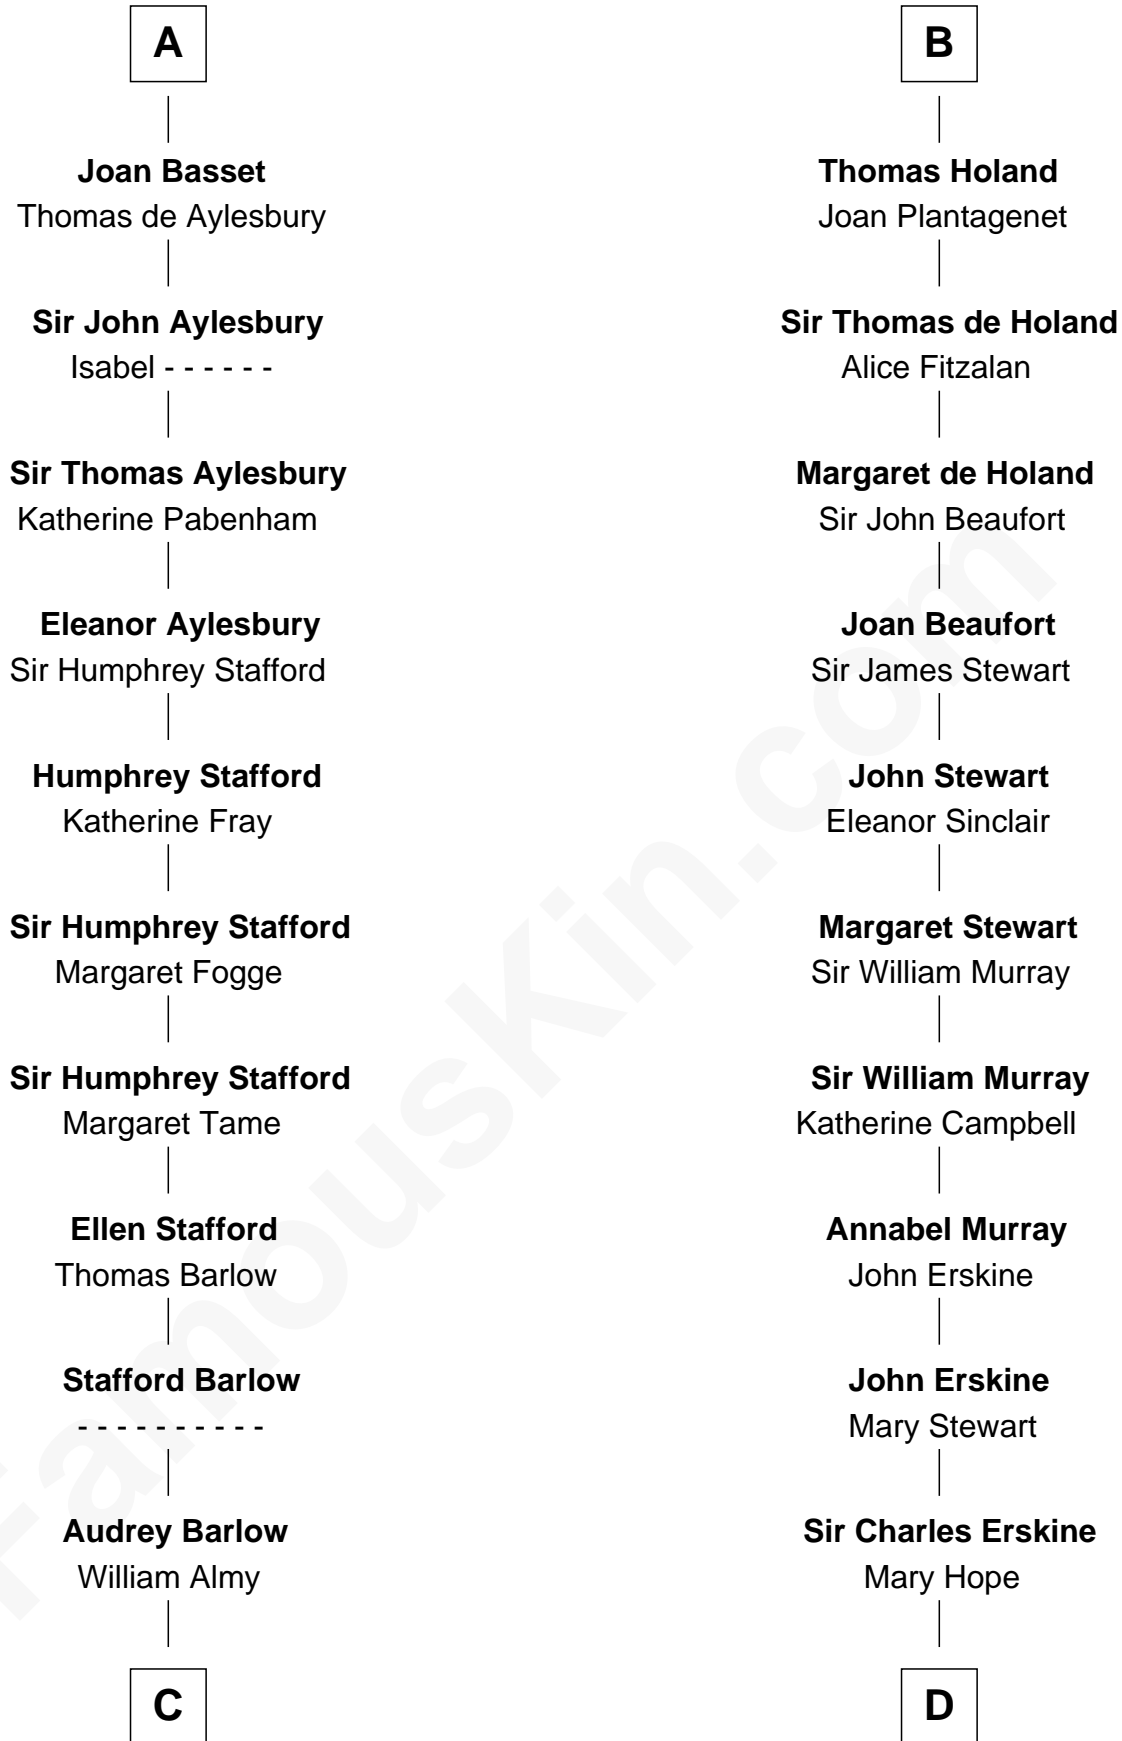 A
Joan Basset
Thomas de Aylesbury
Sir John Aylesbury
Isabel - - - - - -
Sir Thomas Aylesbury
Katherine Pabenham
Eleanor Aylesbury
Sir Humphrey Stafford
Humphrey Stafford
Katherine Fray
Sir Humphrey Stafford
Margaret Fogge
Sir Humphrey Stafford
Margaret Tame
Ellen Stafford
Thomas Barlow
Stafford Barlow
- - - - - - - - - -
Audrey Barlow
William Almy
C
B
Thomas Holand
Joan Plantagenet
Sir Thomas de Holand
Alice Fitzalan
Margaret de Holand
Sir John Beaufort
Joan Beaufort
Sir James Stewart
John Stewart
Eleanor Sinclair
Margaret Stewart
Sir William Murray
Sir William Murray
Katherine Campbell
Annabel Murray
John Erskine
John Erskine
Mary Stewart
Sir Charles Erskine
Mary Hope
D
FamousKin.com